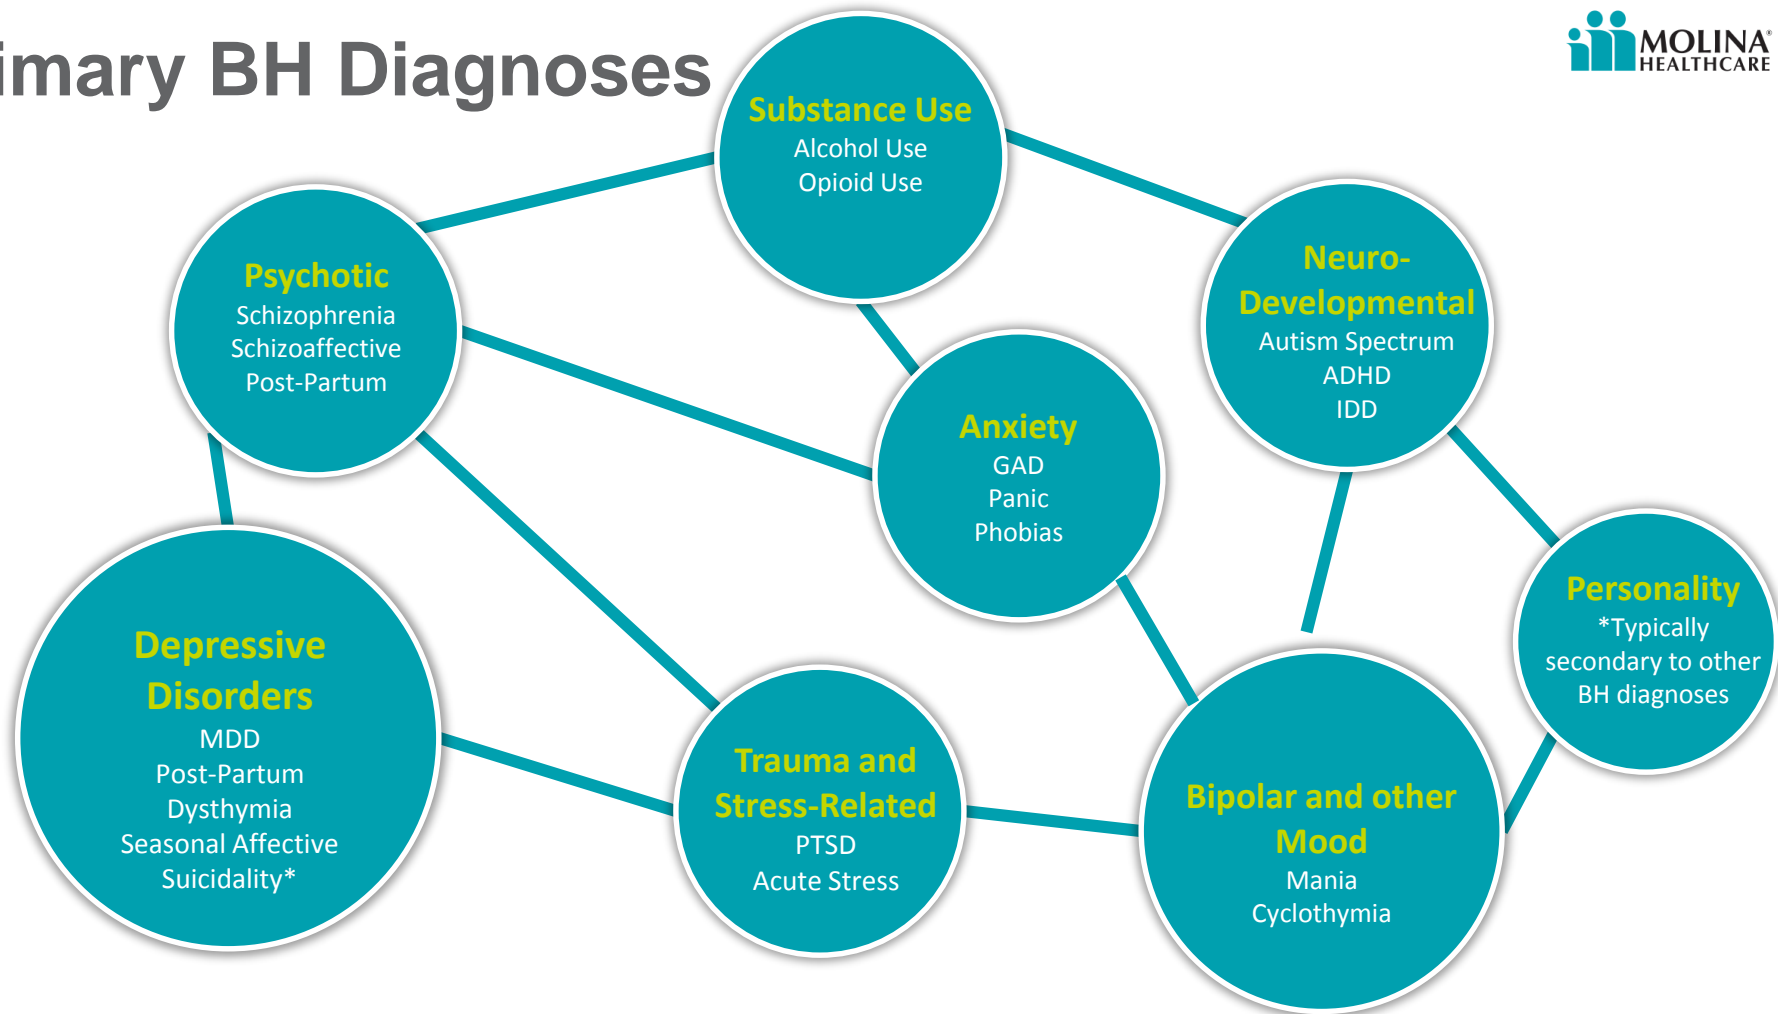 imary BH Diagnoses
MOLINA®
HEALTHCARE
Substance Use
Alcohol Use
Opioid Use
Psychotic
Schizophrenia
Schizoaffective
Post-Partum
Neuro-
Developmental
Autism Spectrum
ADHD
IDD
Anxiety
GAD
Panic
Phobias
Personality
*Typically
secondary to other
BH diagnoses
Depressive
Disorders
MDD
Post-Partum
Dysthymia
Seasonal Affective
Suicidality*
Trauma and
Stress-Related
PTSD
Acute Stress
Bipolar and other
Mood
Mania
Cyclothymia